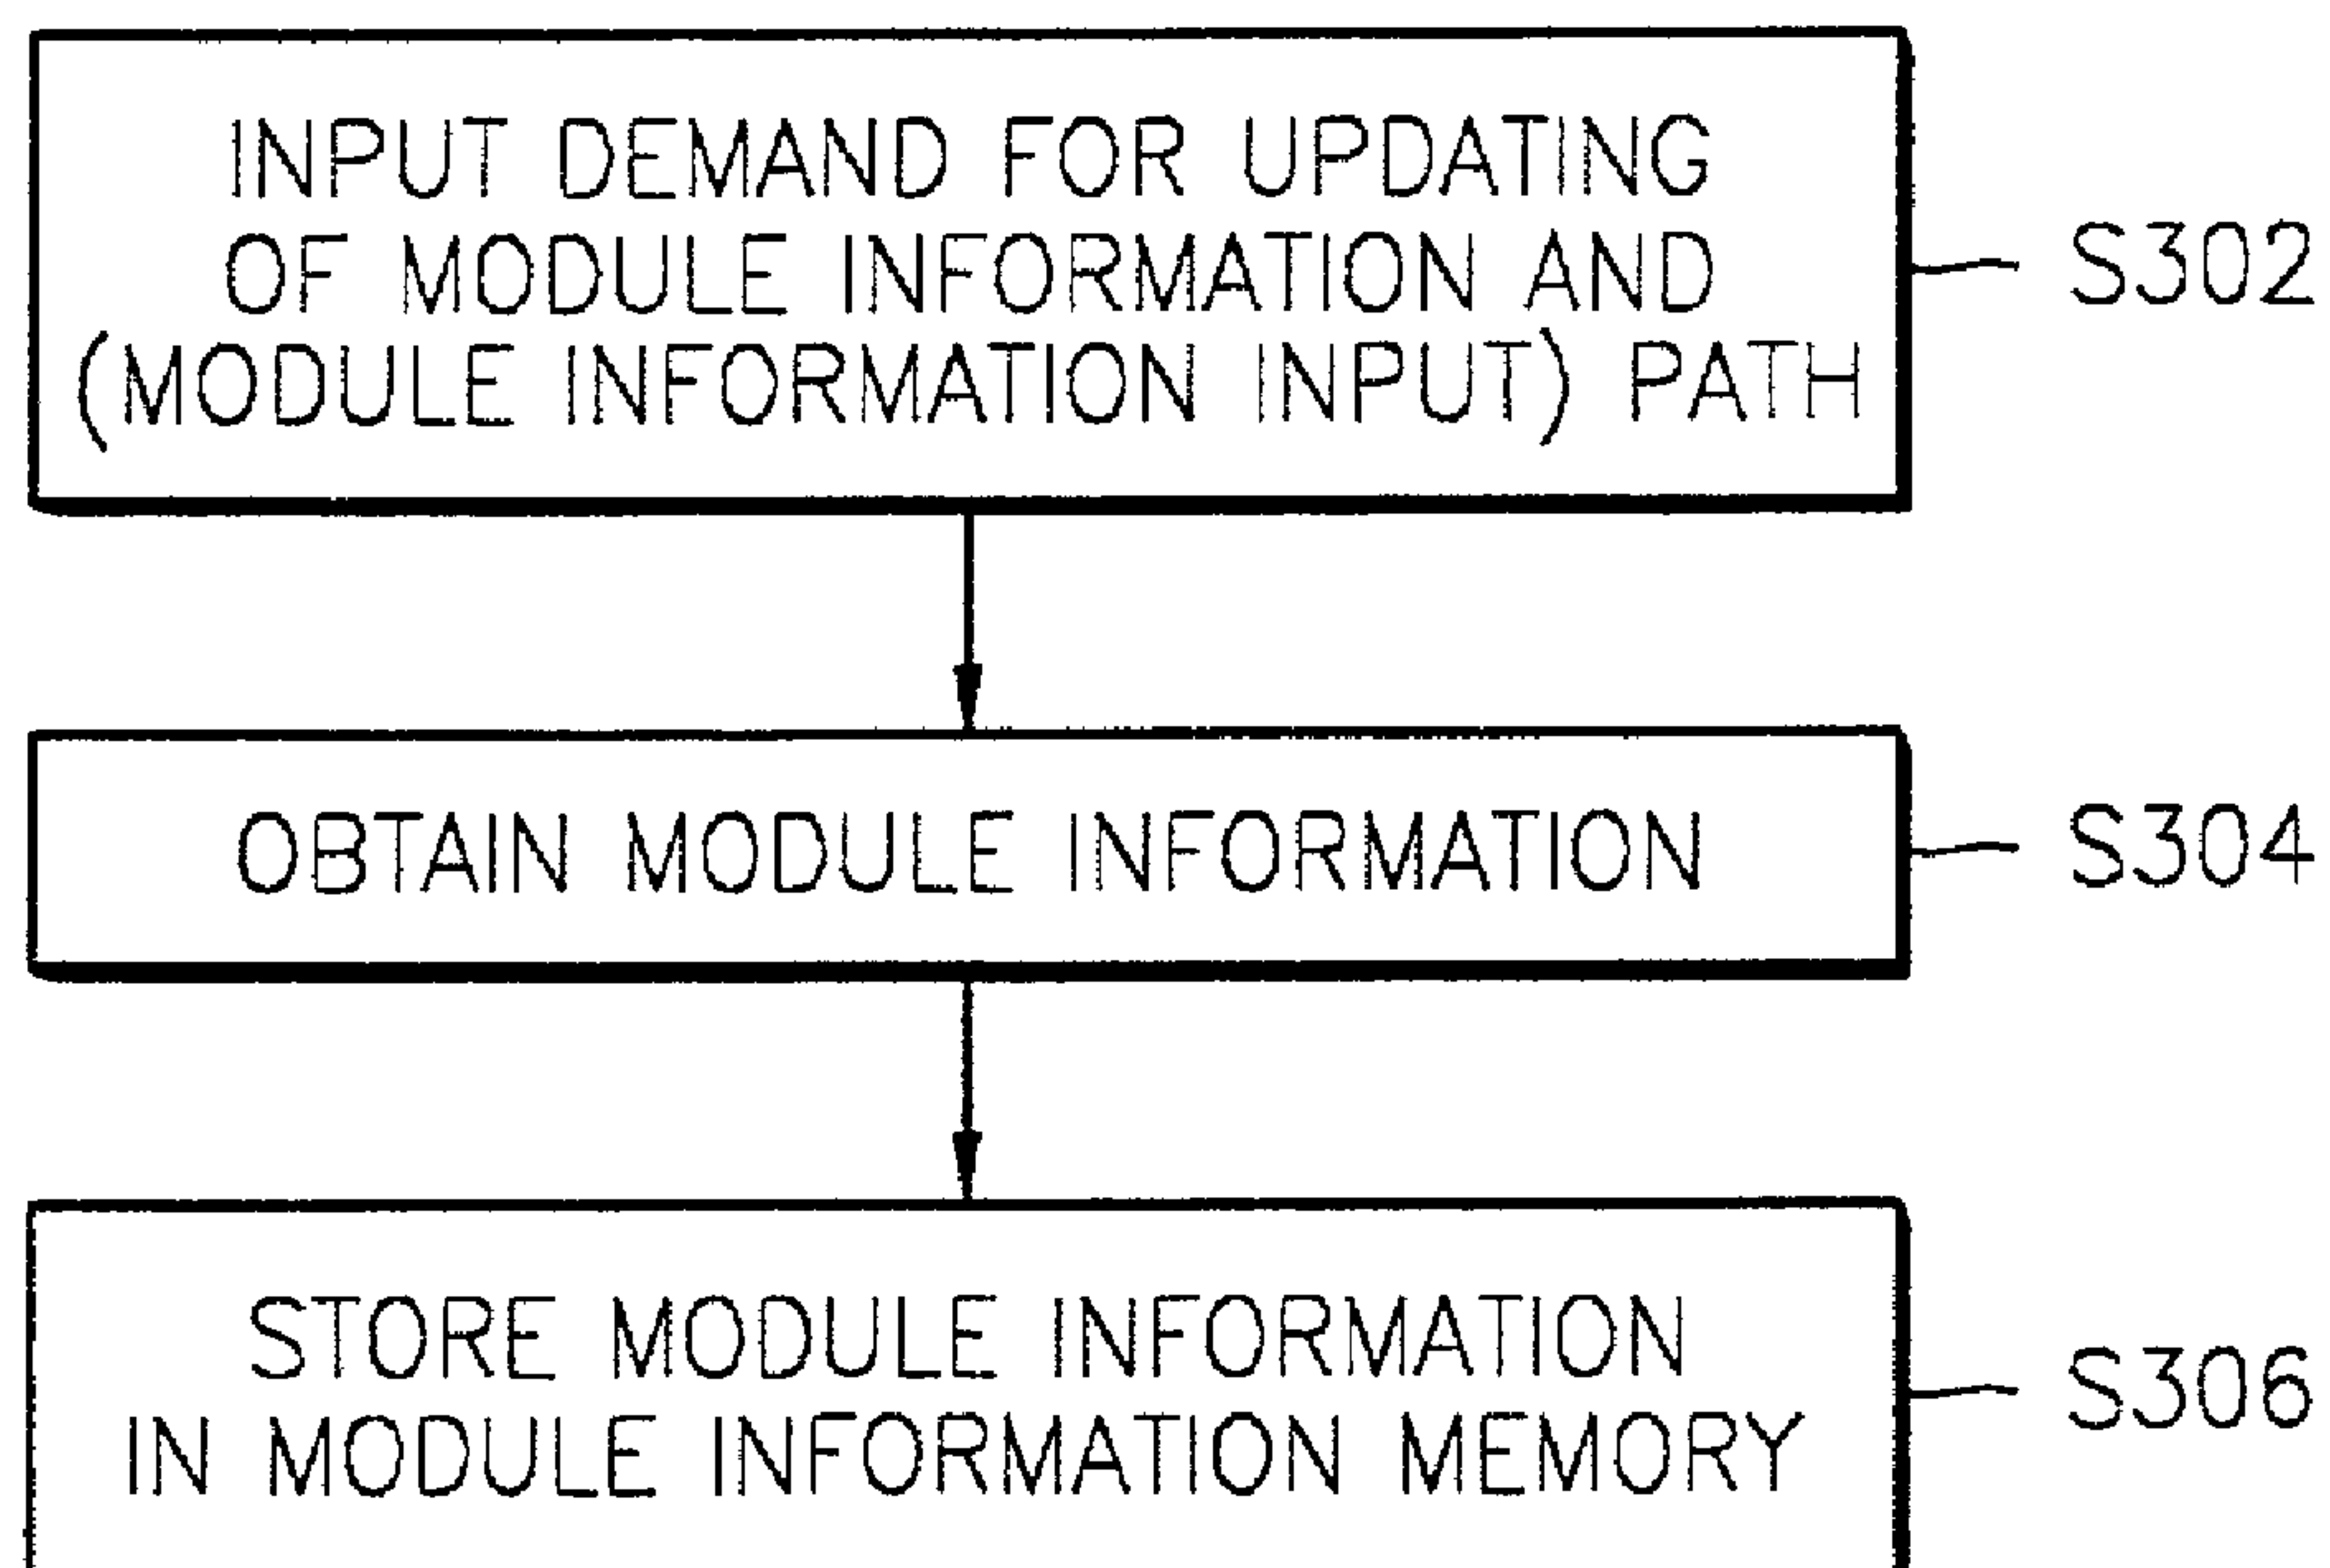 INPUT DEMAND FOR UPDATING
OF MODULE INFORMATION AND
(MODULE INFORMATION INPUT) PATH
S302
OBTAIN MODULE INFORMATION
S304
STORE MODULE INFORMATION
IN MODULE INFORMATION MEMORY
S306